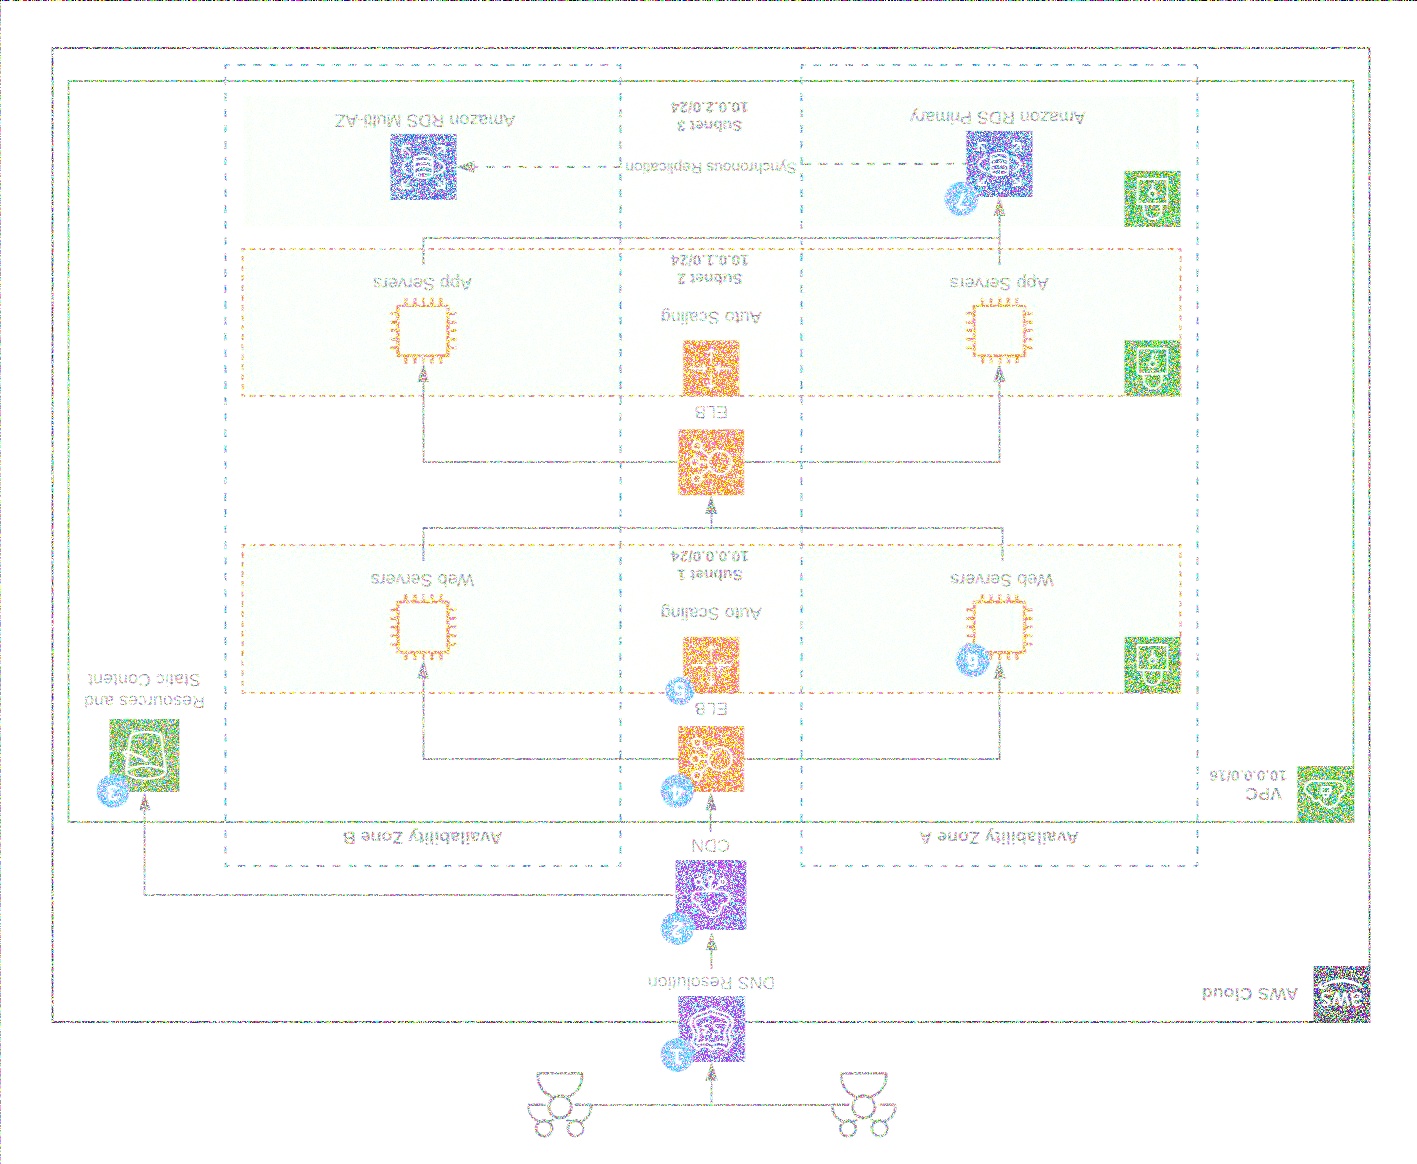 1
aws
AWS Cloud
DNS Resolution
2
CDN
Availability Zone A
Availability Zone B
VPC
10.0.0.0/16
4
3
ELB
Resources and
Static Content
5
6
Auto Scaling
Web Servers
Web Servers
Subnet 1
10.0.0.0/24
ELB
Auto Scaling
App Servers
App Servers
Subnet 2
10.0.1.0/24
7
Synchronous Replication
Amazon RDS Primary
Subnet 3
10.0.2.0/24
Amazon RDS Multi-AZ